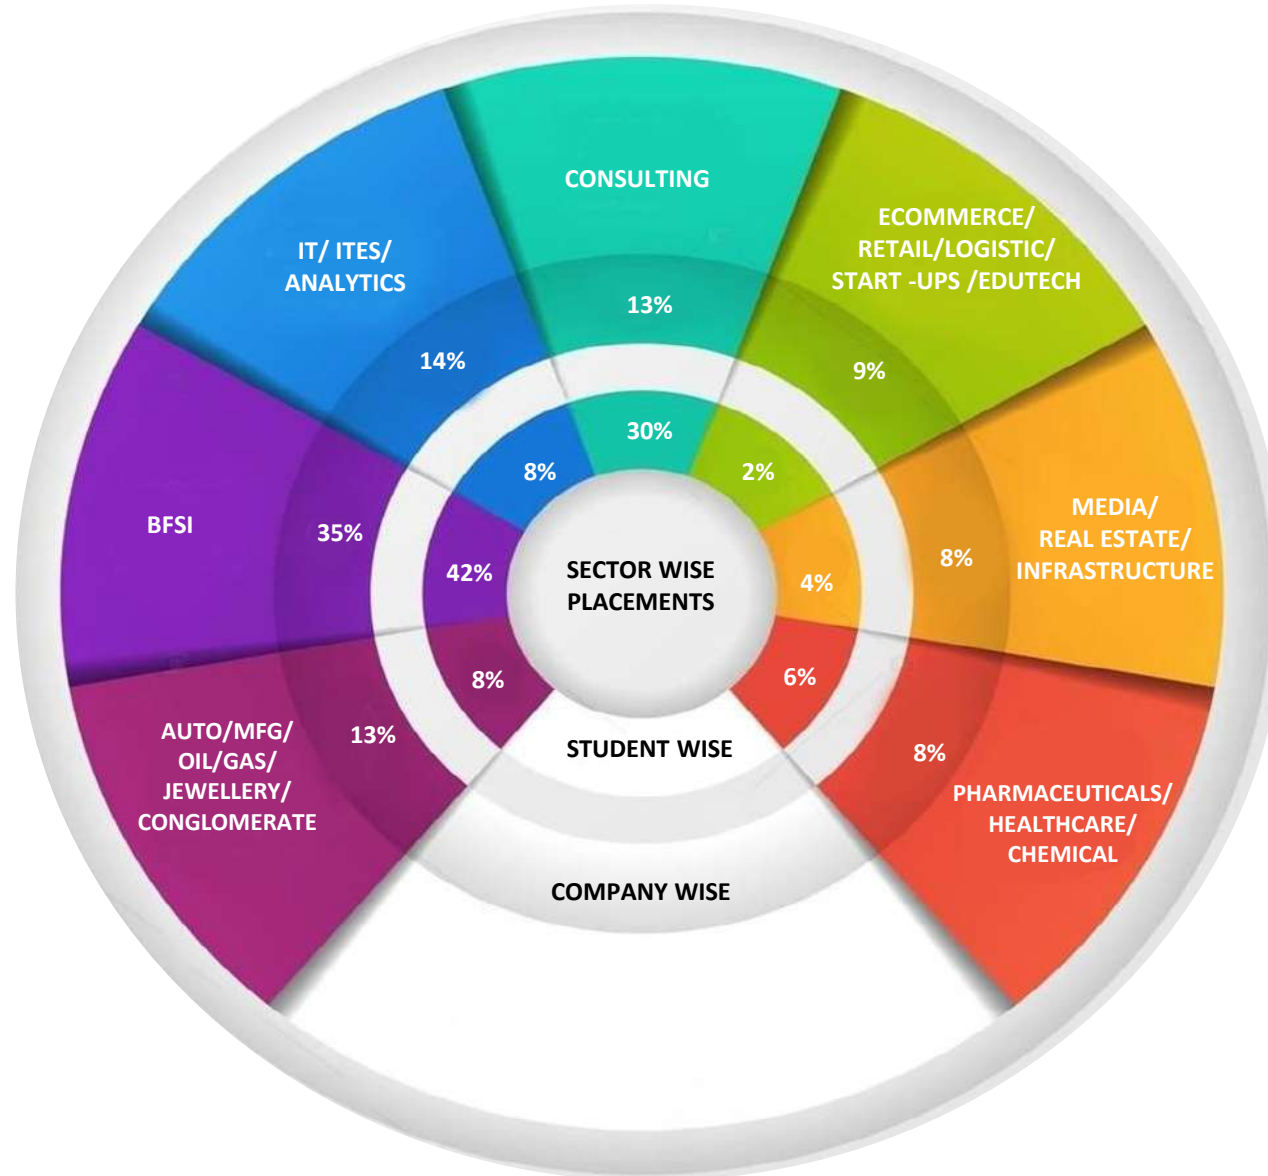 CONSULTING
13%
30%
ECOMMERCE/
RETAIL/LOGISTIC/
START -UPS /EDUTECH
9%
2%
MEDIA/
REAL ESTATE/
INFRASTRUCTURE
8%
4%
PHARMACEUTICALS/
HEALTHCARE/
CHEMICAL
8%
6%
IT/ ITES/
ANALYTICS
14%
8%
BFSI
35%
42%
AUTO/MFG/
OIL/GAS/
JEWELLERY/
CONGLOMERATE
13%
8%
SECTOR WISE
PLACEMENTS
STUDENT WISE
COMPANY WISE